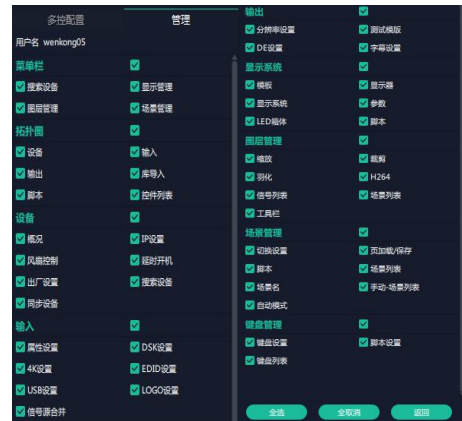 多控配置 管理
用户名 wenkong05
菜单栏
搜索设备 显示管理
图层管理 场景管理
拓扑图
设备 输入
输出 库导入
脚本 控件列表
设备
概况 IP设置
风扇控制 延时开机
出厂设置 搜索设备
同步设备
输入
属性设置 DSK设置
4K设置 EDID设置
USB设置 LOGO设置
信号源合并
输出
分辨率设置 测试模版
DE设置 字幕设置
显示系统
模板 显示器
显示系统 参数
LED箱体 脚本
图层管理
缩放 裁剪
羽化 H264
信号列表 场景列表
工具栏
场景管理
切换设置 页加载/保存
脚本 场景列表
场景名 手动-场景列表
自动模式
键盘管理
键盘设置 脚本设置
键盘列表
全选 全取消 返回